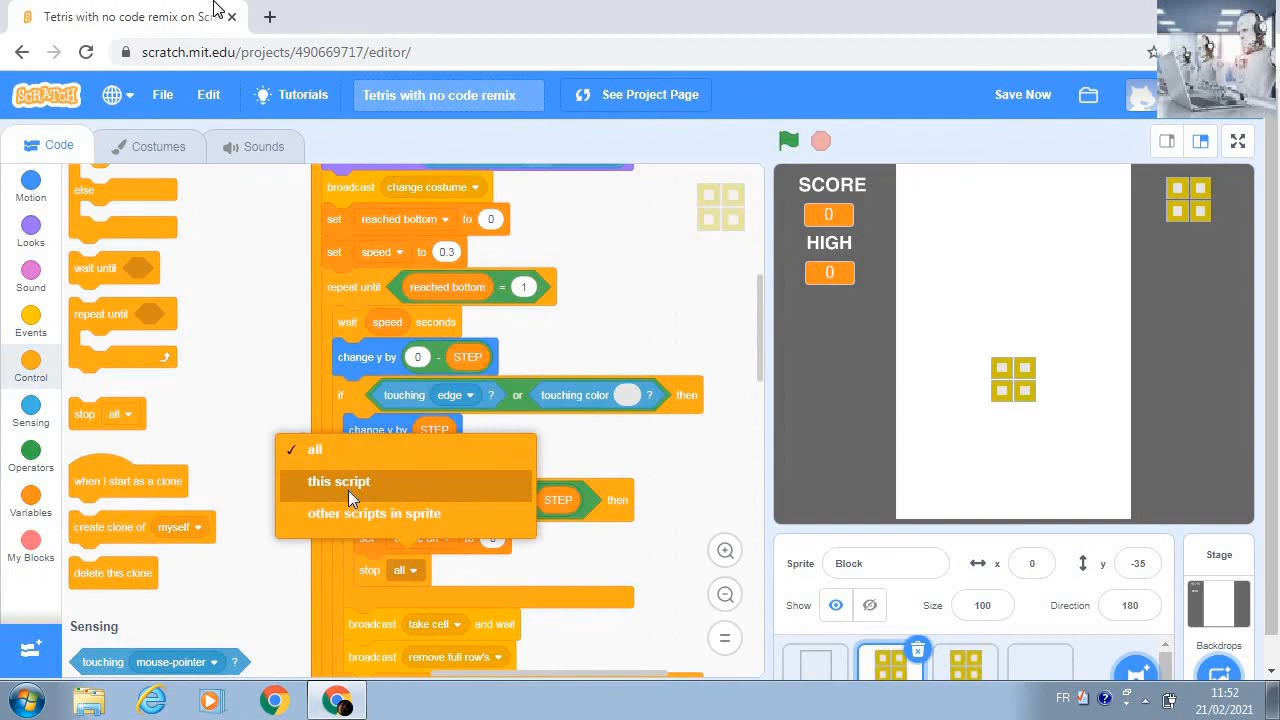 Tetris with no code remix on Scr
scratch.mit.edu/projects/490669717/editor/
SCRATCH File Edit Tutorials Tetris with no code remix See Project Page Save Now
Code Costumes Sounds
Motion
Looks
Sound
Events
Control
Sensing
Operators
Variables
My Blocks
else
wait until
repeat until
stop all
when I start as a clone
create clone of myself
delete this clone
Sensing
touching mouse-pointer ?
broadcast change costume
set reached bottom to 0
set speed to 0.3
repeat until reached bottom = 1
wait speed seconds
change y by 0 - STEP
if touching edge ? or touching color ? then
change y by STEP
all
this script
other scripts in sprite
STEP then
stop all
broadcast take cell and wait
broadcast remove full row's
SCORE
0
HIGH
0
Sprite Block x 0 y -35
Show Size 100 Direction 180
Stage
Backdrops
FR 11:52
21/02/2021